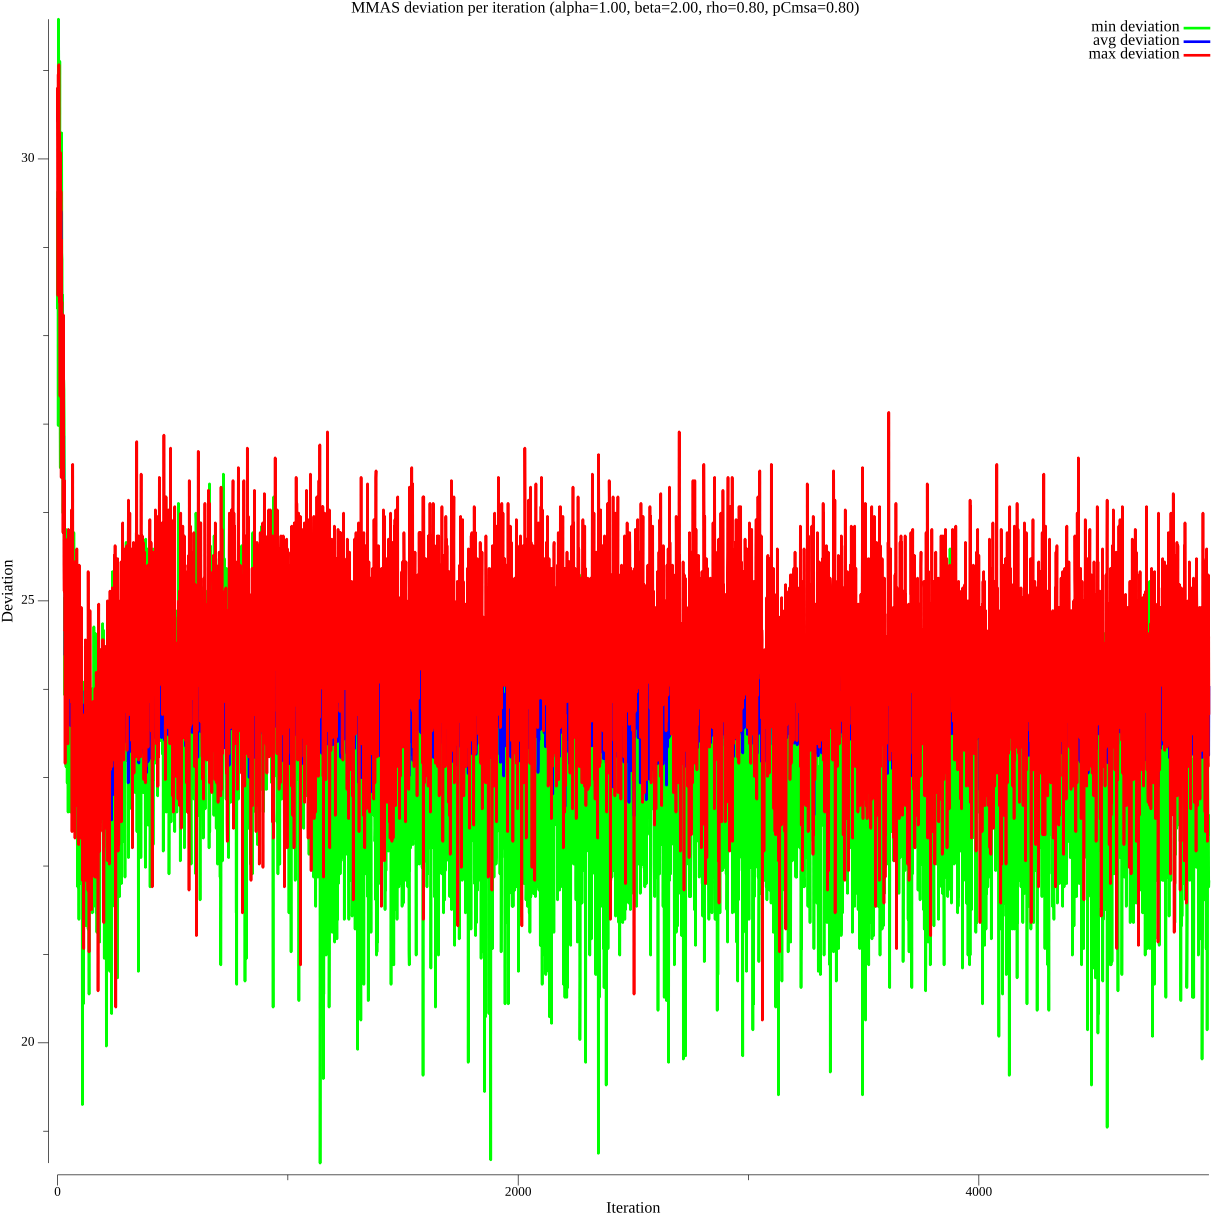 MMAS deviation per iteration (alpha=1.00, beta=2.00, rho=0.80, pCmsa=0.80)
min deviation
avg deviation
max deviation
30
25
20
Deviation
0
2000
4000
Iteration